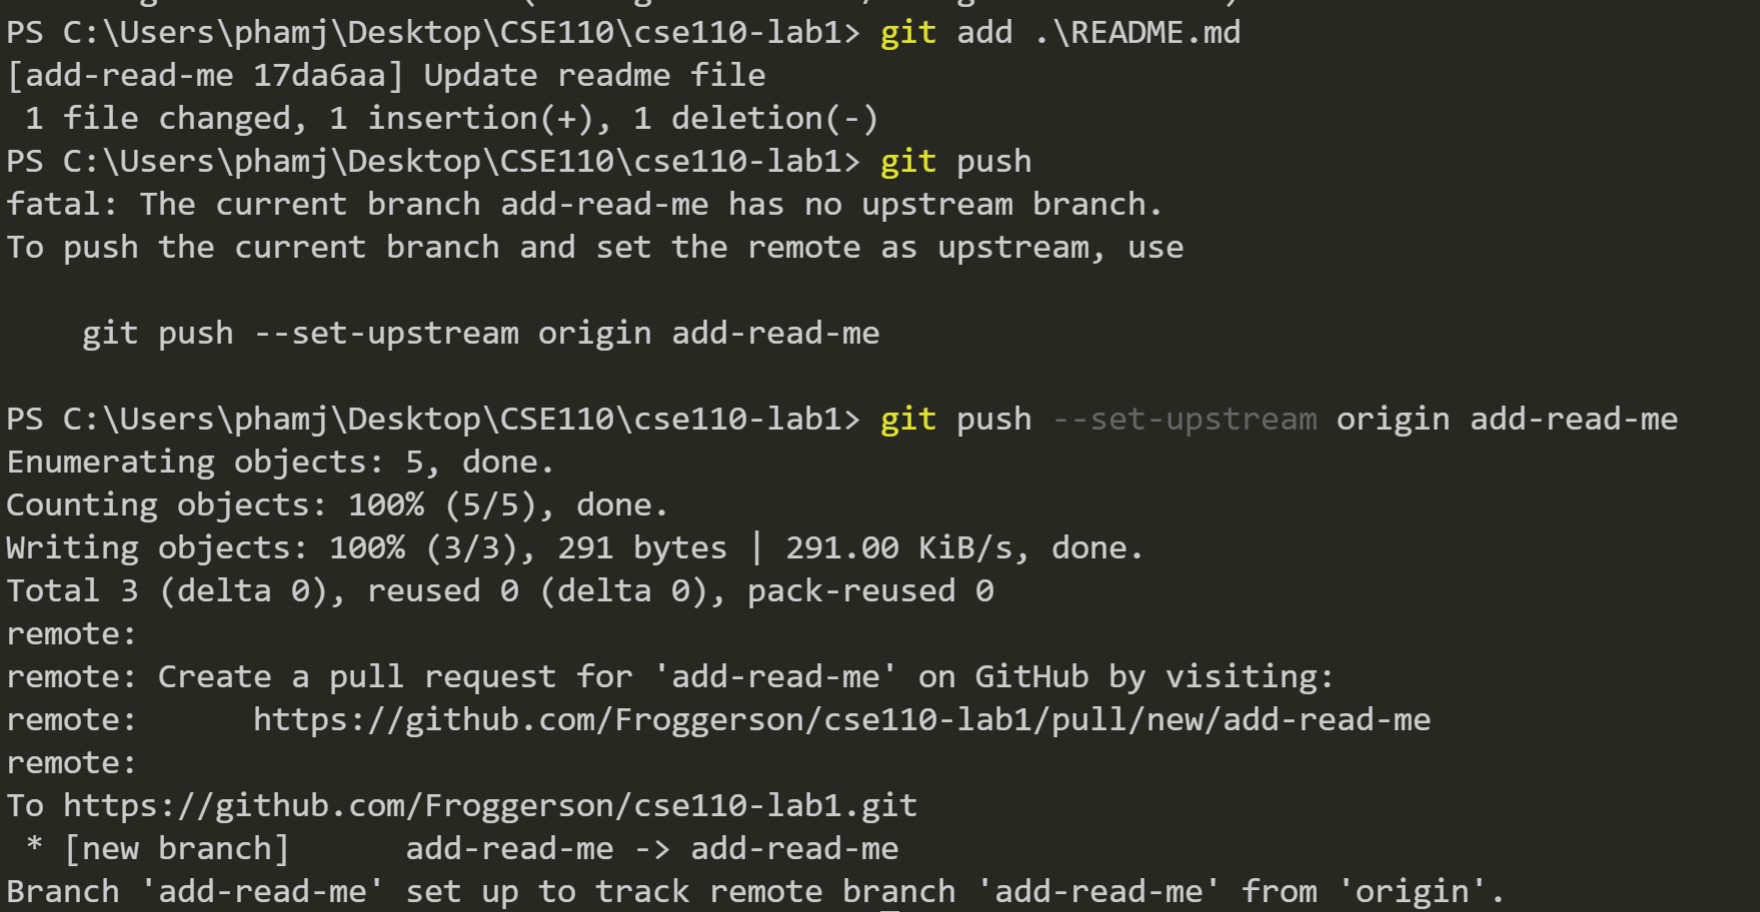 PS C:\Users\phamj\Desktop\CSE110\cse110-lab1> git add .\README.md
[add-read-me 17da6aa] Update readme file
 1 file changed, 1 insertion(+), 1 deletion(-)
PS C:\Users\phamj\Desktop\CSE110\cse110-lab1> git push
fatal: The current branch add-read-me has no upstream branch.
To push the current branch and set the remote as upstream, use

    git push --set-upstream origin add-read-me

PS C:\Users\phamj\Desktop\CSE110\cse110-lab1> git push --set-upstream origin add-read-me
Enumerating objects: 5, done.
Counting objects: 100% (5/5), done.
Writing objects: 100% (3/3), 291 bytes | 291.00 KiB/s, done.
Total 3 (delta 0), reused 0 (delta 0), pack-reused 0
remote:
remote: Create a pull request for 'add-read-me' on GitHub by visiting:
remote:      https://github.com/Froggerson/cse110-lab1/pull/new/add-read-me
remote:
To https://github.com/Froggerson/cse110-lab1.git
 * [new branch]      add-read-me -> add-read-me
Branch 'add-read-me' set up to track remote branch 'add-read-me' from 'origin'.